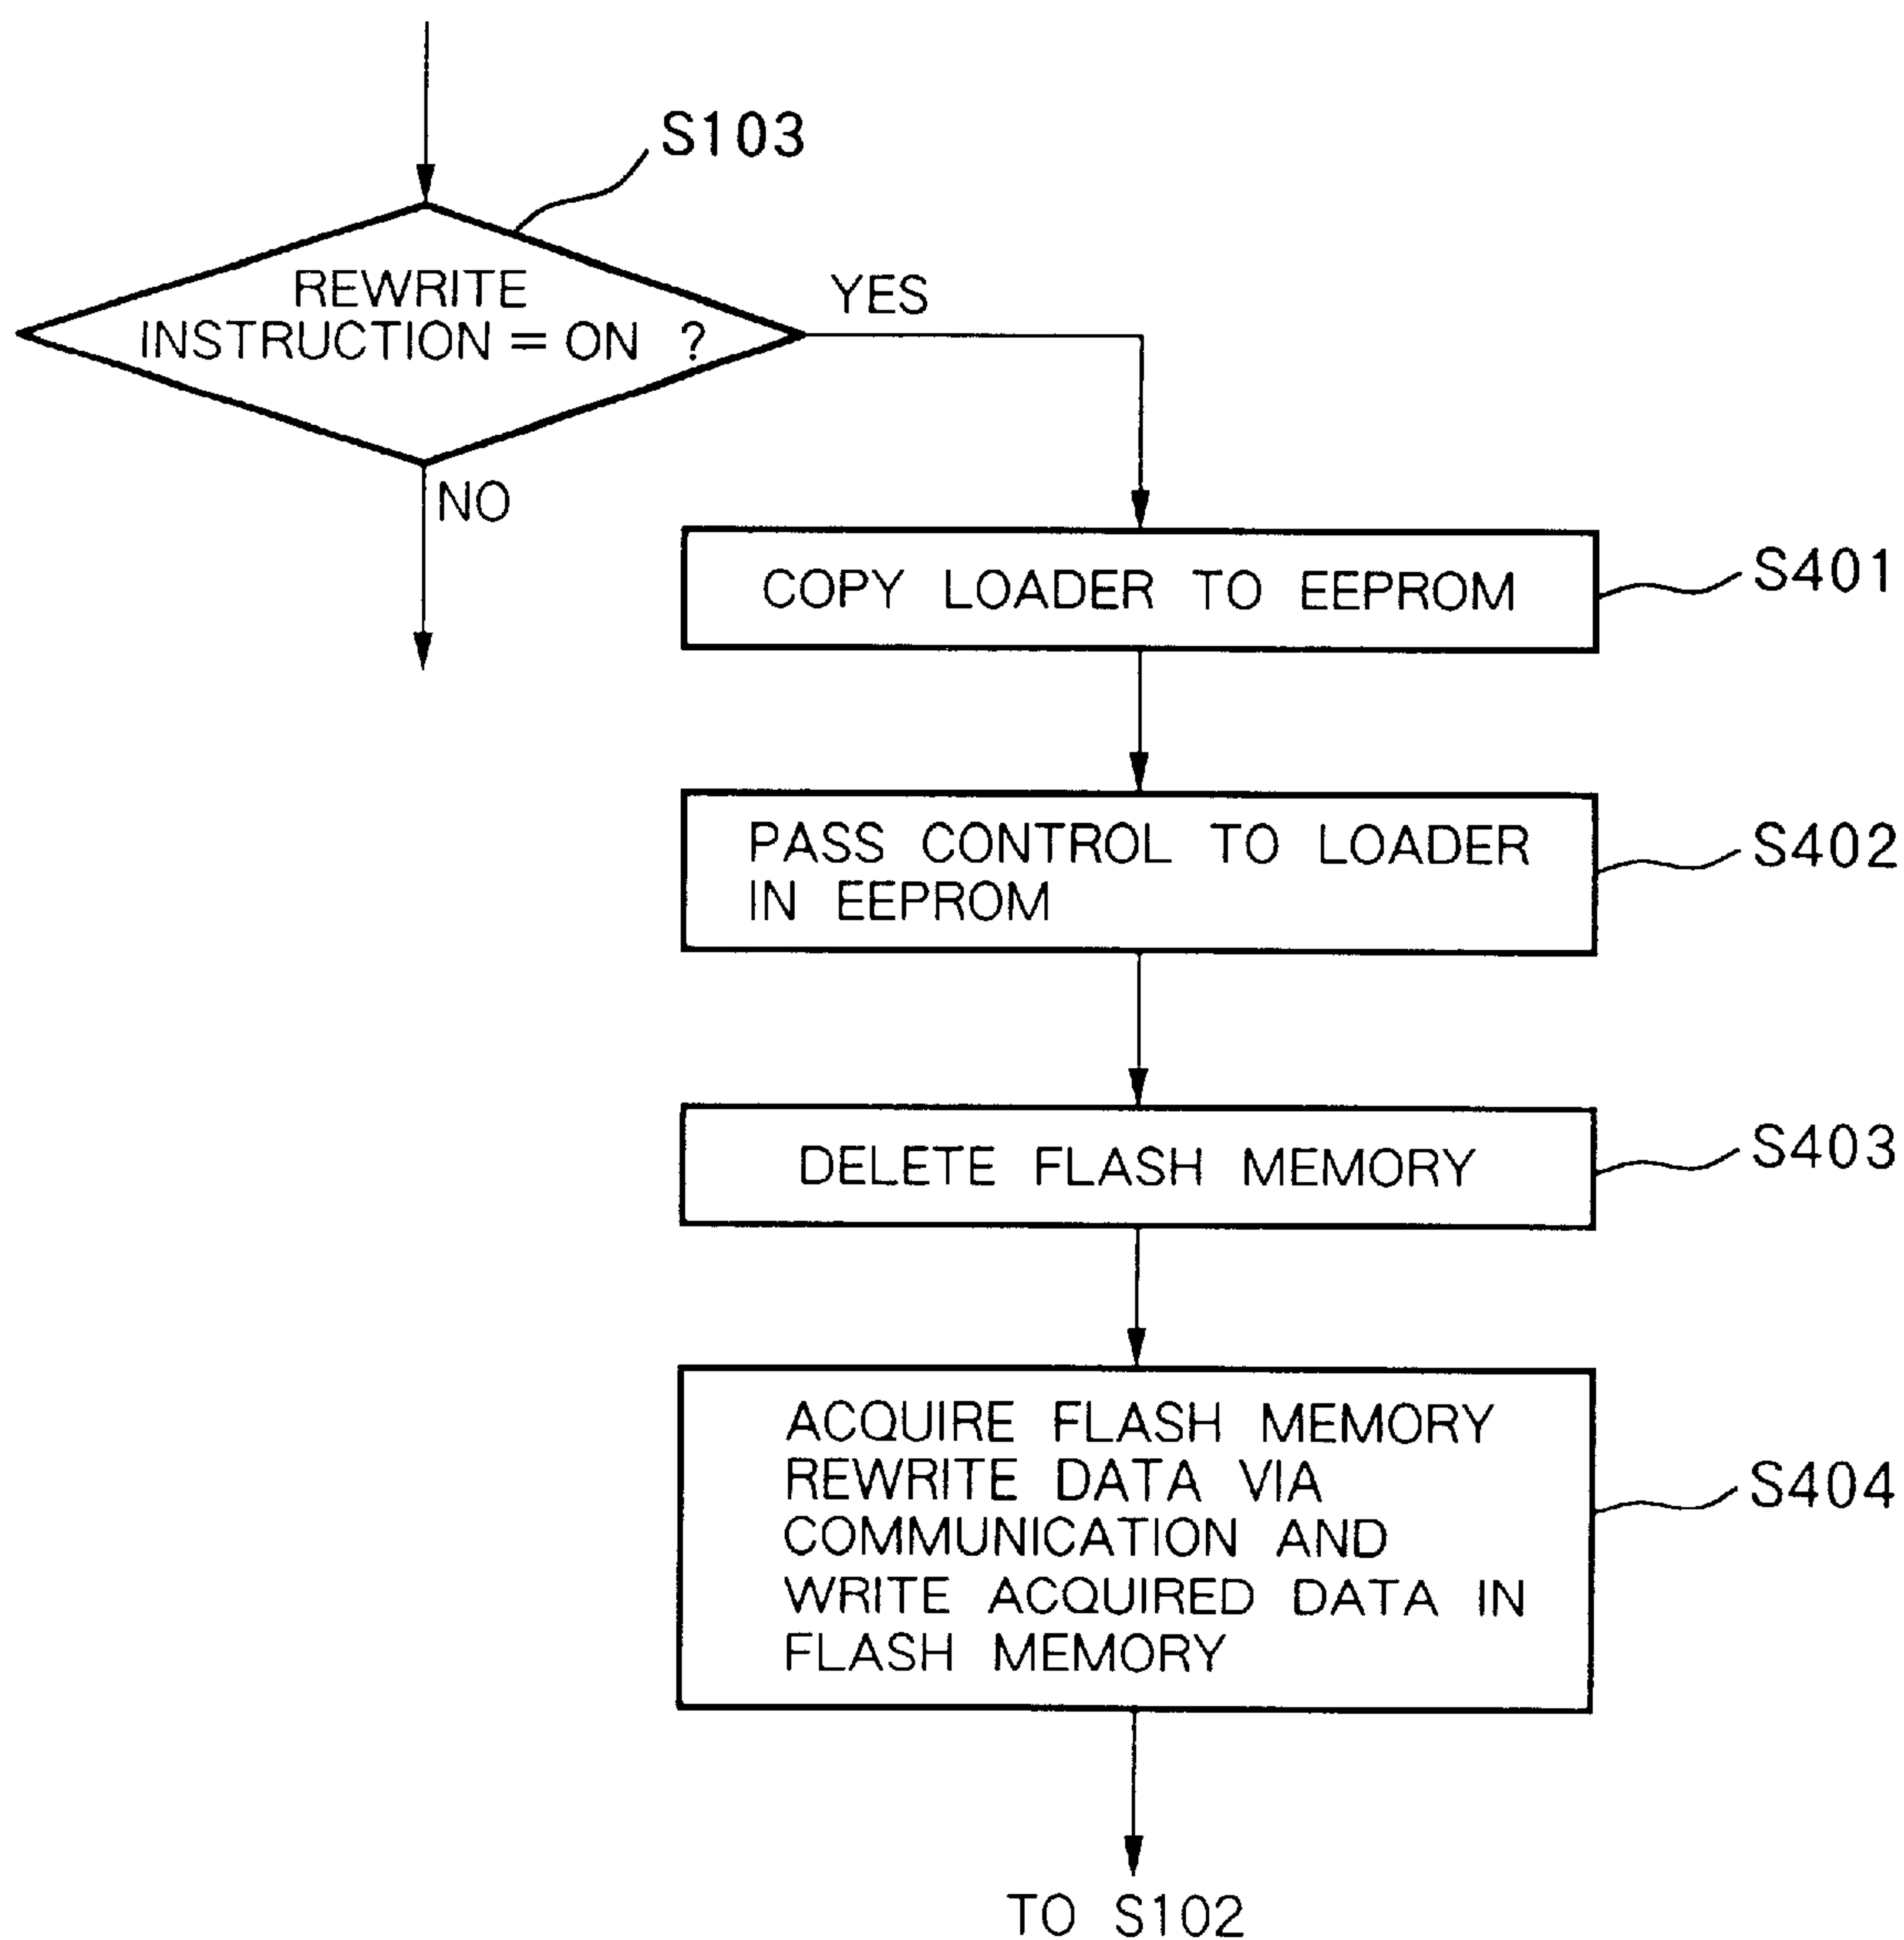 S103
REWRITE
INSTRUCTION = ON ?
YES
NO
COPY LOADER TO EEPROM
S401
PASS CONTROL TO LOADER
IN EEPROM
S402
DELETE FLASH MEMORY
S403
ACQUIRE FLASH MEMORY
REWRITE DATA VIA
COMMUNICATION AND
WRITE ACQUIRED DATA IN
FLASH MEMORY
S404
TO S102